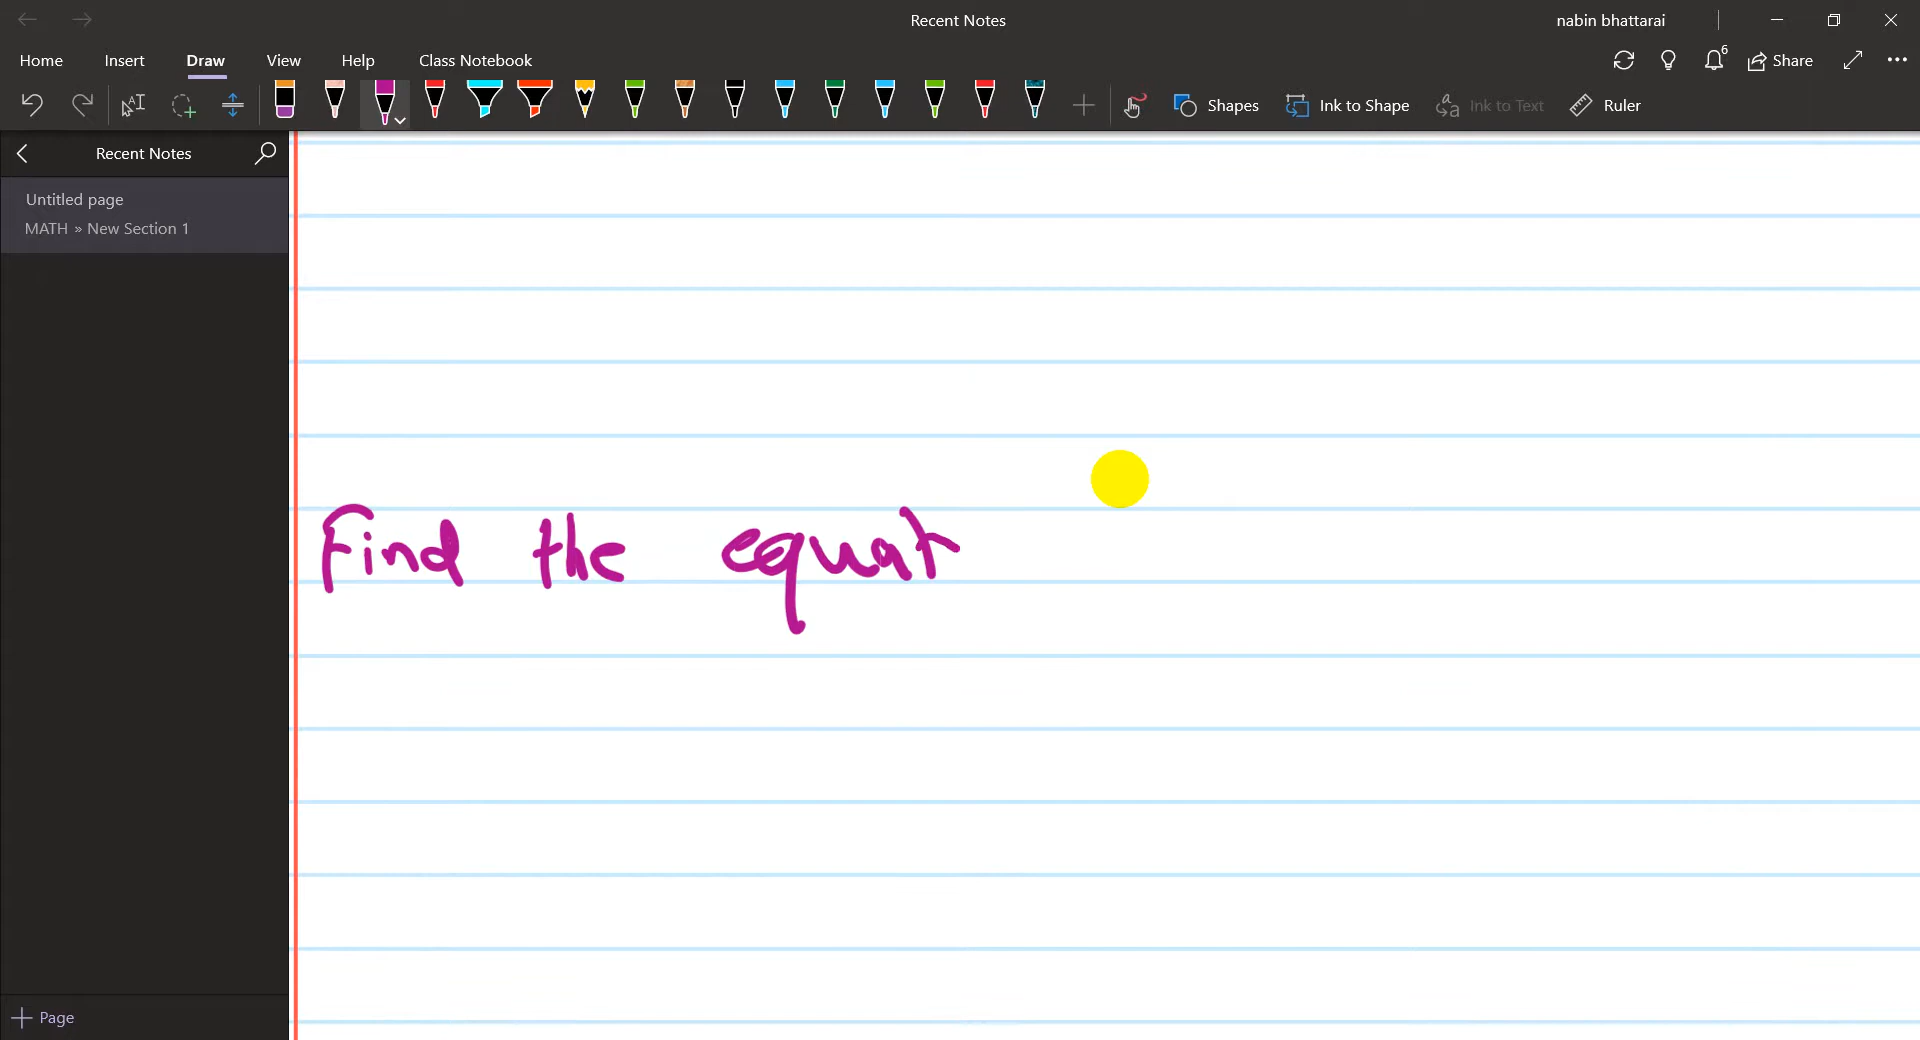 Recent Notes
nabin bhattarai
Home Insert Draw View Help Class Notebook
6
Share
Shapes
Ink to Shape
Ink to Text
Ruler
Recent Notes
Untitled page
MATH » New Section 1
Find the equat
Page